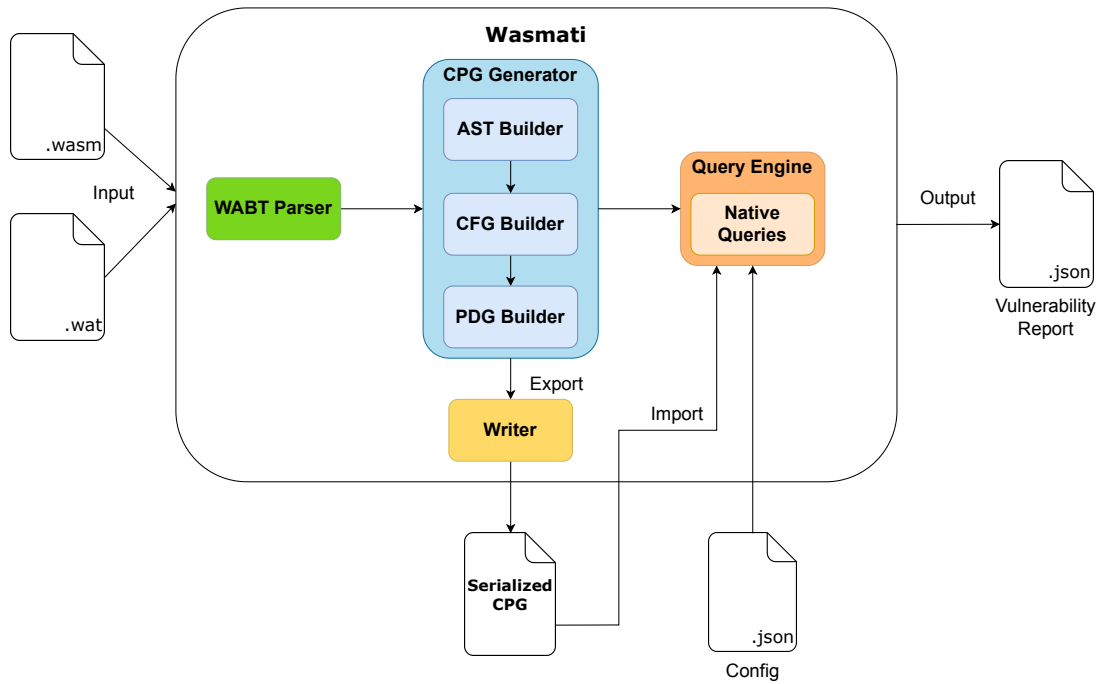 Wasmati
.wasm
Input
.wat
WABT Parser
CPG Generator
AST Builder
CFG Builder
PDG Builder
Export
Writer
Serialized
CPG
Import
Query Engine
Native
Queries
.json
Config
Output
.json
Vulnerability
Report